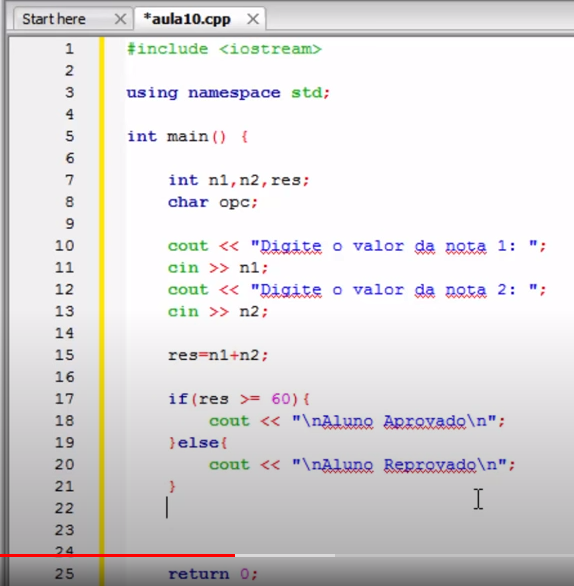 Start here *aula10.cpp
1 #include <iostream>
2
3 using namespace std;
4
5 int main() {
6
7 int n1,n2,res;
8 char opc;
9
10 cout << "Digite o valor da nota 1: ";
11 cin >> n1;
12 cout << "Digite o valor da nota 2: ";
13 cin >> n2;
14
15 res=n1+n2;
16
17 if(res >= 60){
18 cout << "\nAluno Aprovado\n";
19 }else{
20 cout << "\nAluno Reprovado\n";
21 }
22
23
24
25 return 0;